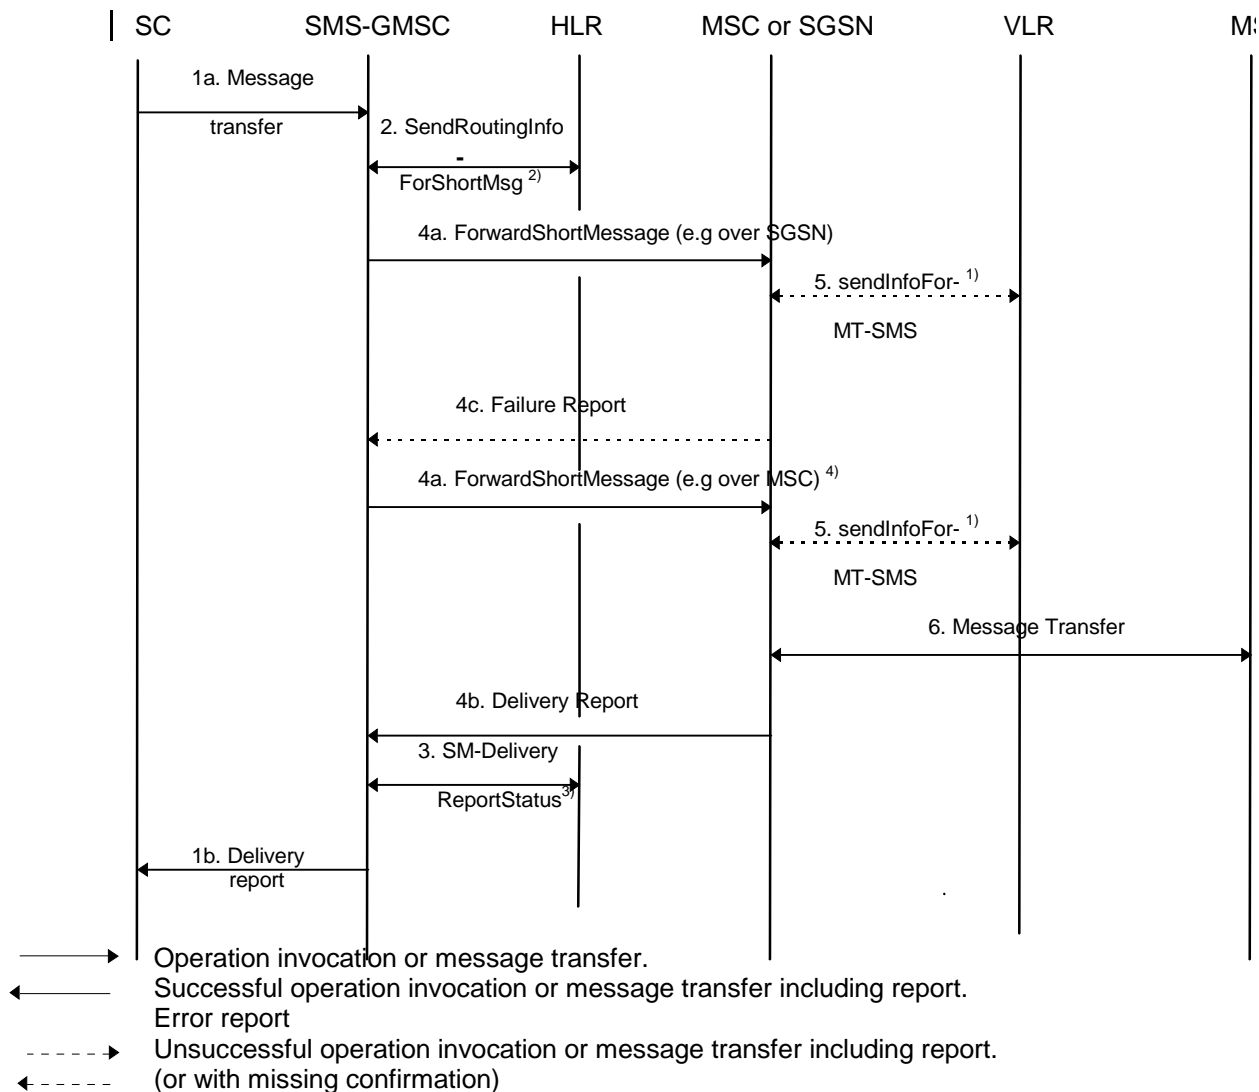 SC SMS-GMSC HLR MSC or SGSN VLR MS
1a. Message
transfer
2. SendRoutingInfo
-
ForShortMsg 2)
4a. ForwardShortMessage (e.g over SGSN)
5. sendInfoFor- 1)
MT-SMS
4c. Failure Report
4a. ForwardShortMessage (e.g over MSC) 4)
5. sendInfoFor- 1)
MT-SMS
6. Message Transfer
4b. Delivery Report
3. SM-Delivery
ReportStatus3)
1b. Delivery
report
.
Operation invocation or message transfer.
Successful operation invocation or message transfer including report.
Error report
Unsuccessful operation invocation or message transfer including report.
(or with missing confirmation)